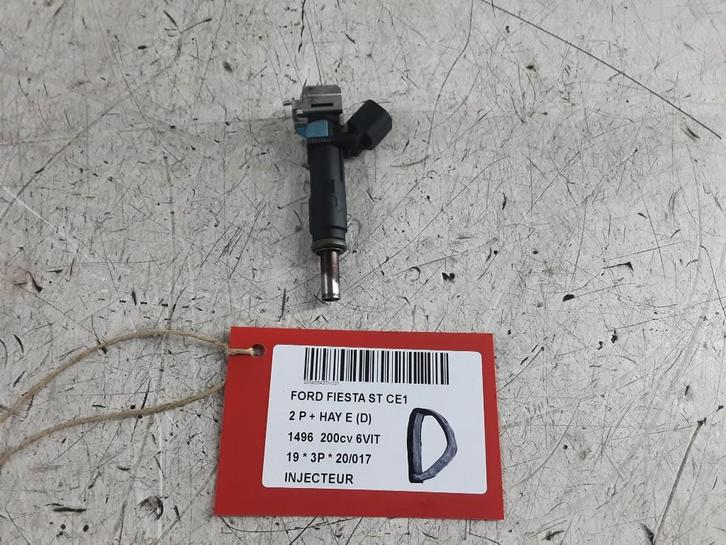 FORD FIESTA ST CE1
2 P + HAY E (D)
1496 200cv 6VIT
19 * 3P * 20/017
INJECTEUR
D